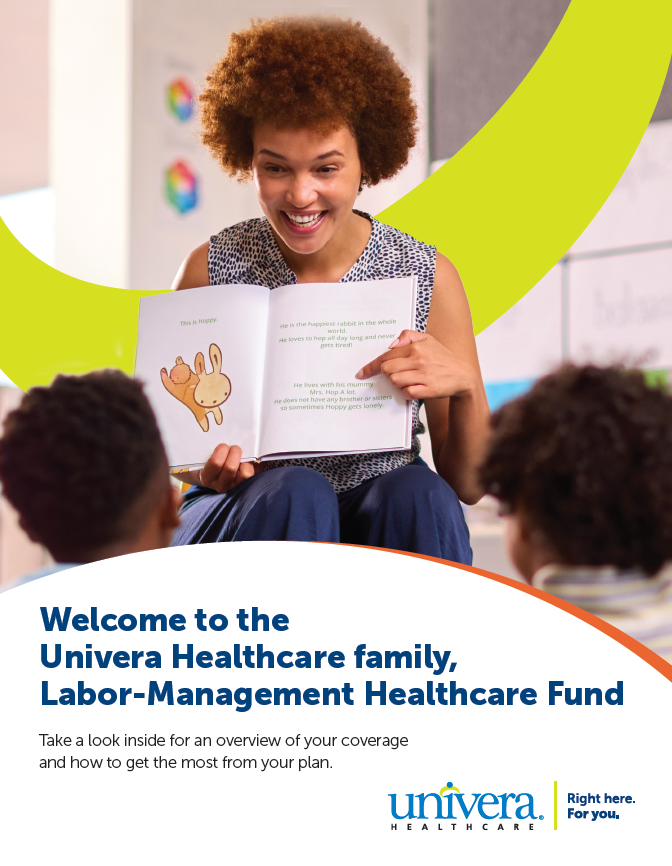 This is Hoppy.
He is the happiest rabbit in the whole
world.
He loves to hop all day long and never
gets tired!
He lives with his mummy
Mrs. Hop A lot.
He does not have any brother or sisters
so sometimes Hoppy gets lonely.
Welcome to the
Univera Healthcare family,
Labor-Management Healthcare Fund
Take a look inside for an overview of your coverage
and how to get the most from your plan.
univera. Right here.
HEALTHCARE For you.